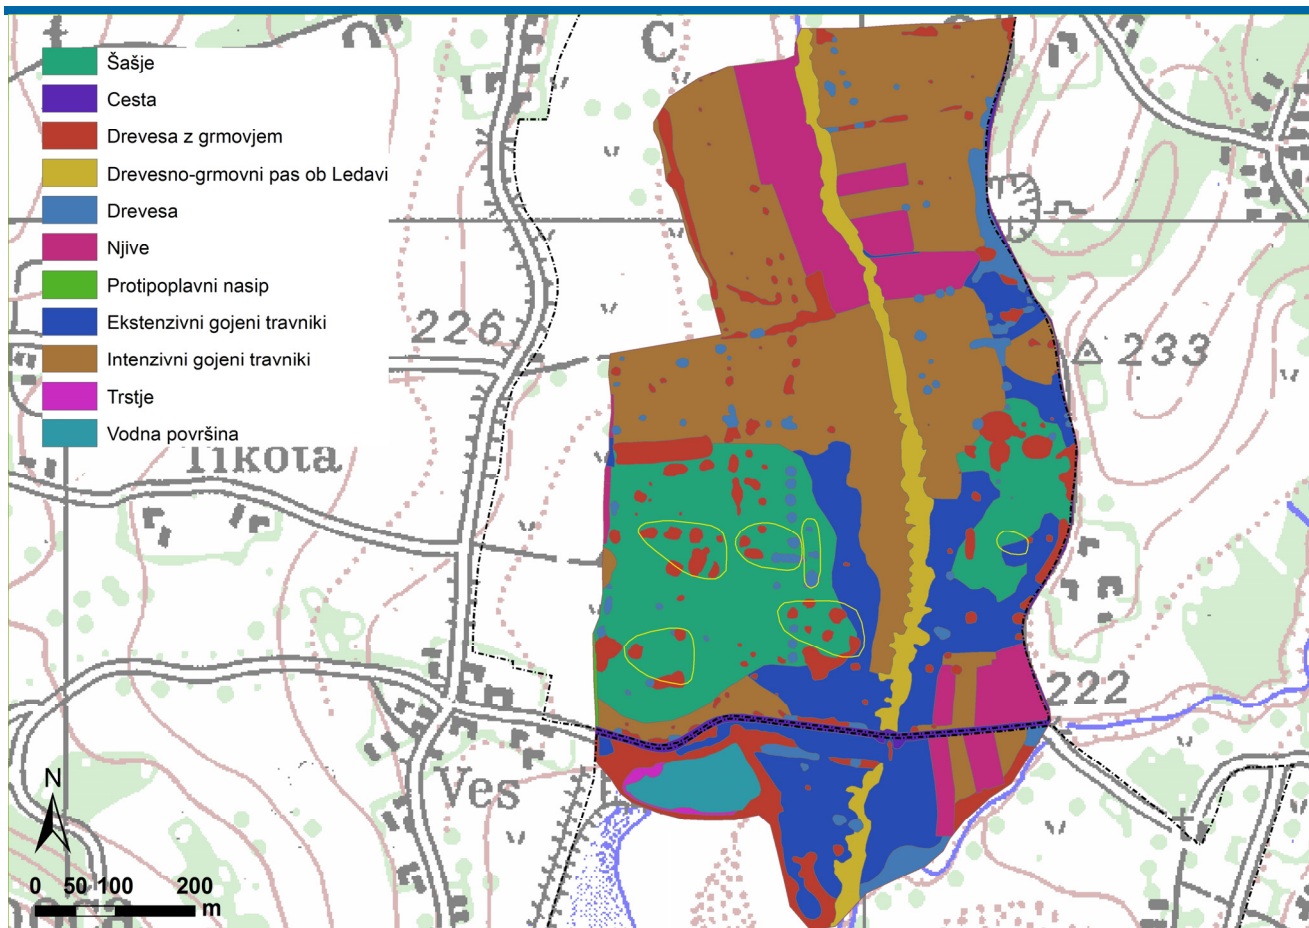 Šašje
Cesta
Drevesa z grmovjem
Drevesno-grmovni pas ob Ledavi
Drevesa
Njive
Protipoplavni nasip
Ekstenzivni gojeni travniki
Intenzivni gojeni travniki
Trstje
Vodna površina
226
233
Tikota
222
Ves
N
0 50 100 200
m